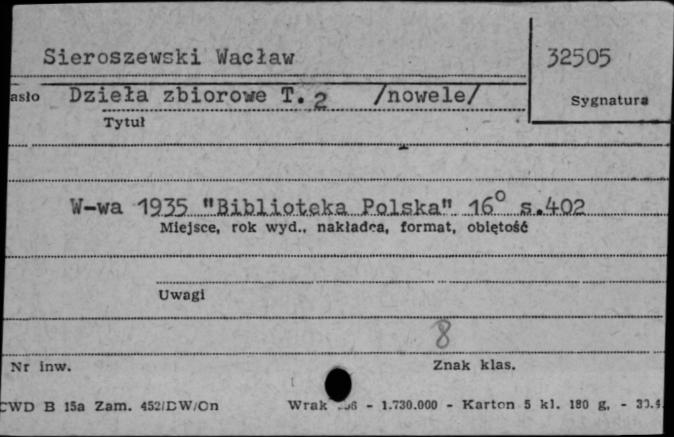 Sieroszewski Wacław
32505
asło Dzieła zbiorowe T. 2 /nowele/
Sygnatura
Tytuł
W-wa 1935 "Biblioteka Polska" 16° s.402
Miejsce, rok wyd., nakładca, format, objętość
Uwagi
8
Nr inw.
Znak klas.
CWD B 15a Zam. 452/DW/On
Wrak - 1.730.000 - Karton 5 kl. 180 g. -